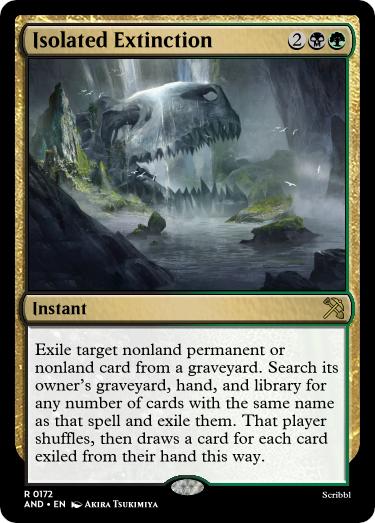 Isolated Extinction 2
Instant
Exile target nonland permanent or
nonland card from a graveyard. Search its
owner's graveyard, hand, and library for
any number of cards with the same name
as that spell and exile them. That player
shuffles, then draws a card for each card
exiled from their hand this way.
R 0172
AND • EN Akira Tsukimiya
Scribbl